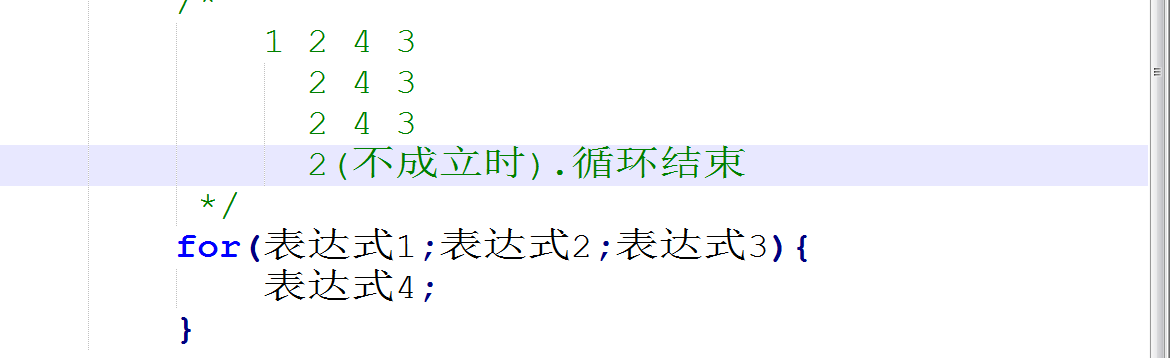 /*
1 2 4 3
2 4 3
2 4 3
2(不成立时).循环结束
*/
for(表达式1;表达式2;表达式3){
表达式4;
}